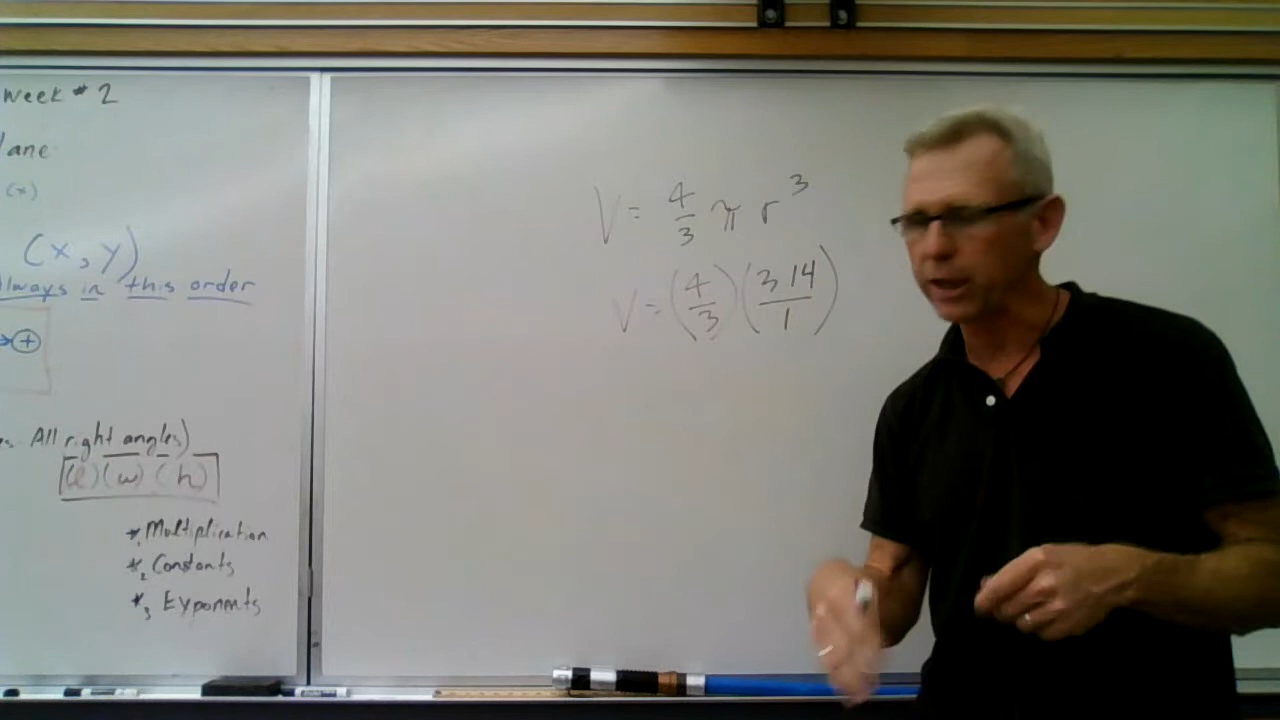 Week # 2
lane
(x)
(x, y)
Always in this order
+
All right angles)
(l)(w)(h)
*1 Multiplication
*2 Constants
*3 Exponents
V = 4/3 π r³
V = (4/3)(3.14/1)